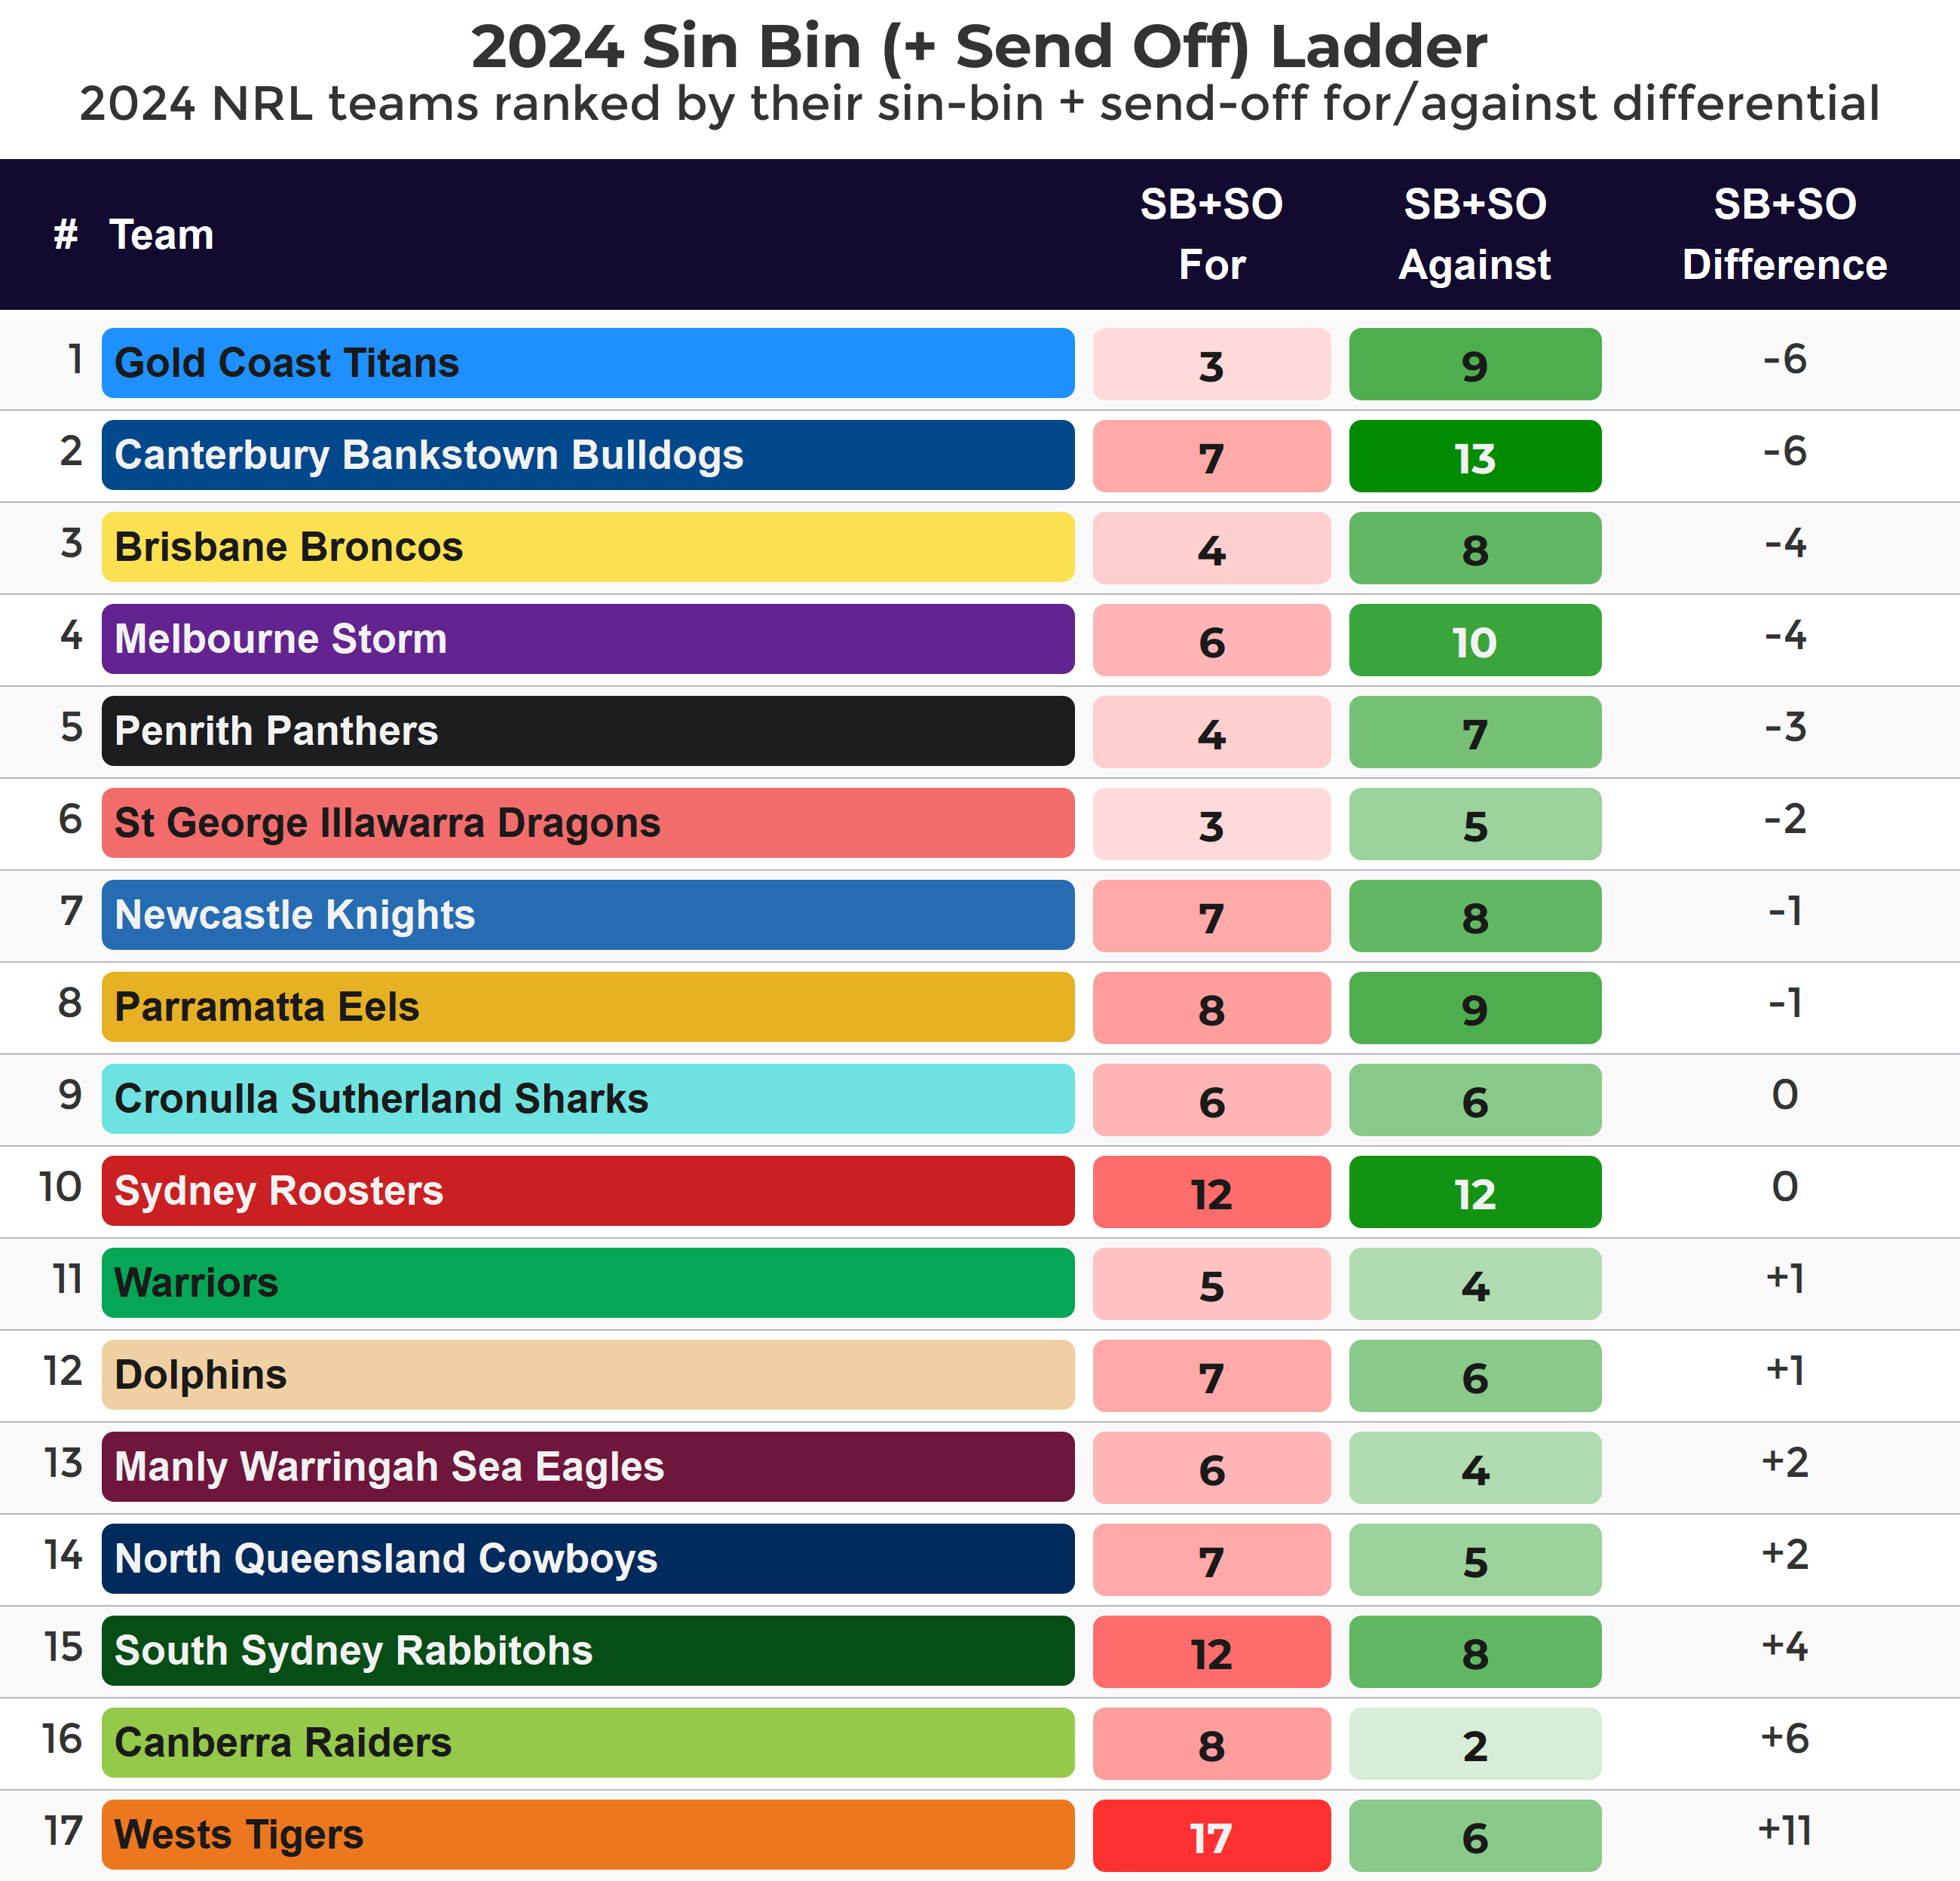 2024 Sin Bin (+ Send Off) Ladder
2024 NRL teams ranked by their sin-bin + send-off for/against differential
# Team SB+SO For SB+SO Against SB+SO Difference
1 Gold Coast Titans 3 9 -6
2 Canterbury Bankstown Bulldogs 7 13 -6
3 Brisbane Broncos 4 8 -4
4 Melbourne Storm 6 10 -4
5 Penrith Panthers 4 7 -3
6 St George Illawarra Dragons 3 5 -2
7 Newcastle Knights 7 8 -1
8 Parramatta Eels 8 9 -1
9 Cronulla Sutherland Sharks 6 6 0
10 Sydney Roosters 12 12 0
11 Warriors 5 4 +1
12 Dolphins 7 6 +1
13 Manly Warringah Sea Eagles 6 4 +2
14 North Queensland Cowboys 7 5 +2
15 South Sydney Rabbitohs 12 8 +4
16 Canberra Raiders 8 2 +6
17 Wests Tigers 17 6 +11